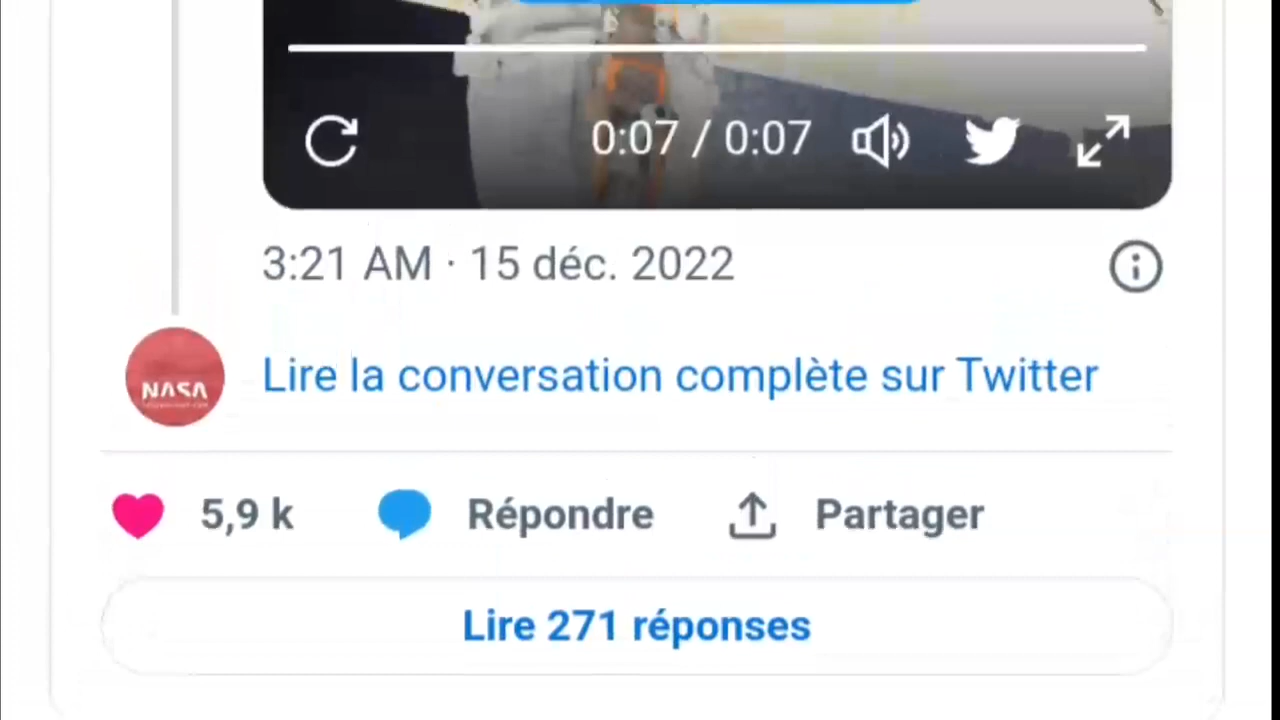 0:07 / 0:07
3:21 AM · 15 déc. 2022
NASA
Lire la conversation complète sur Twitter
5,9 k Répondre Partager
Lire 271 réponses